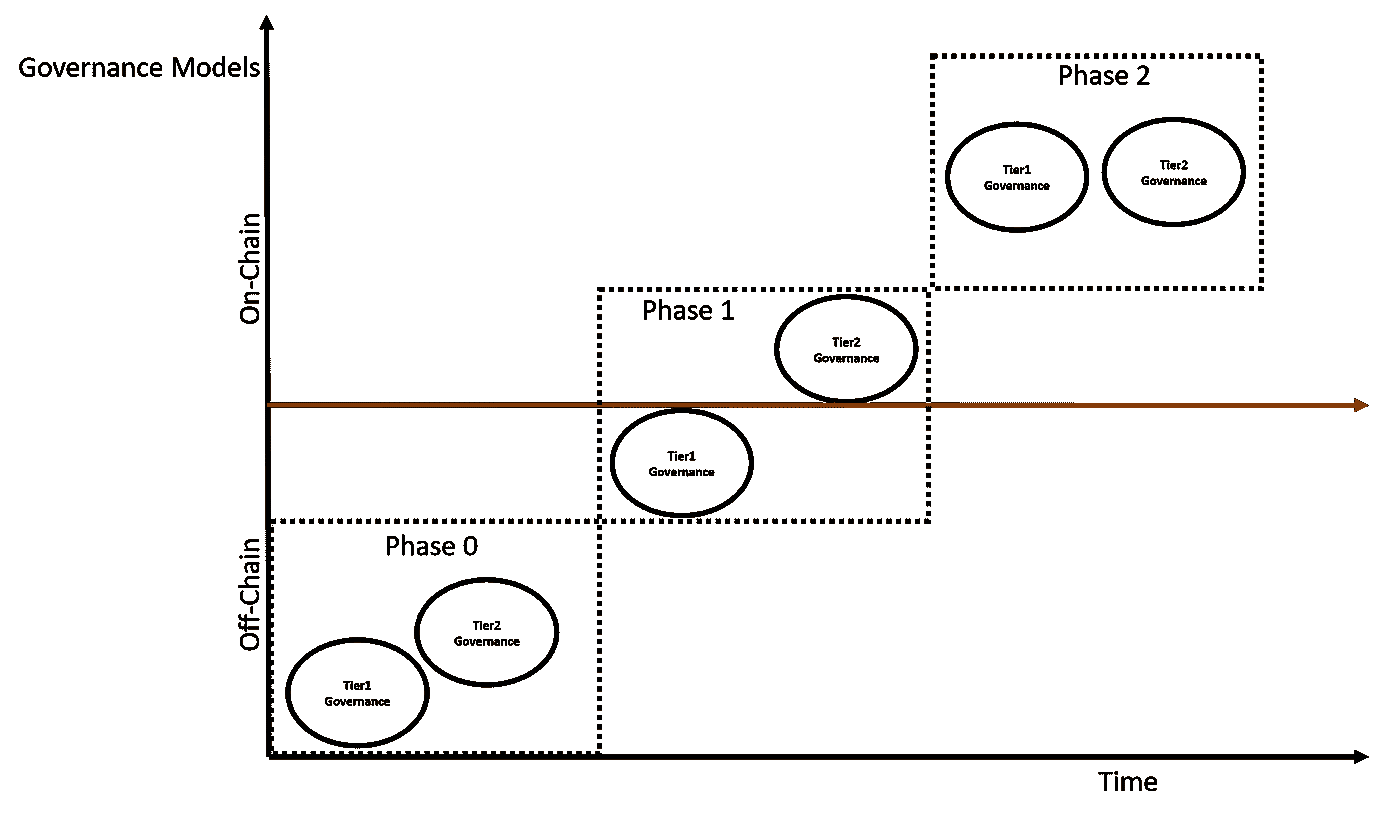 Governance Models
Phase 2
Tier1
Governance
Tier2
Governance
On-Chain
Phase 1
Tier2
Governance
Tier1
Governance
Off-Chain
Phase 0
Tier2
Governance
Tier1
Governance
Time